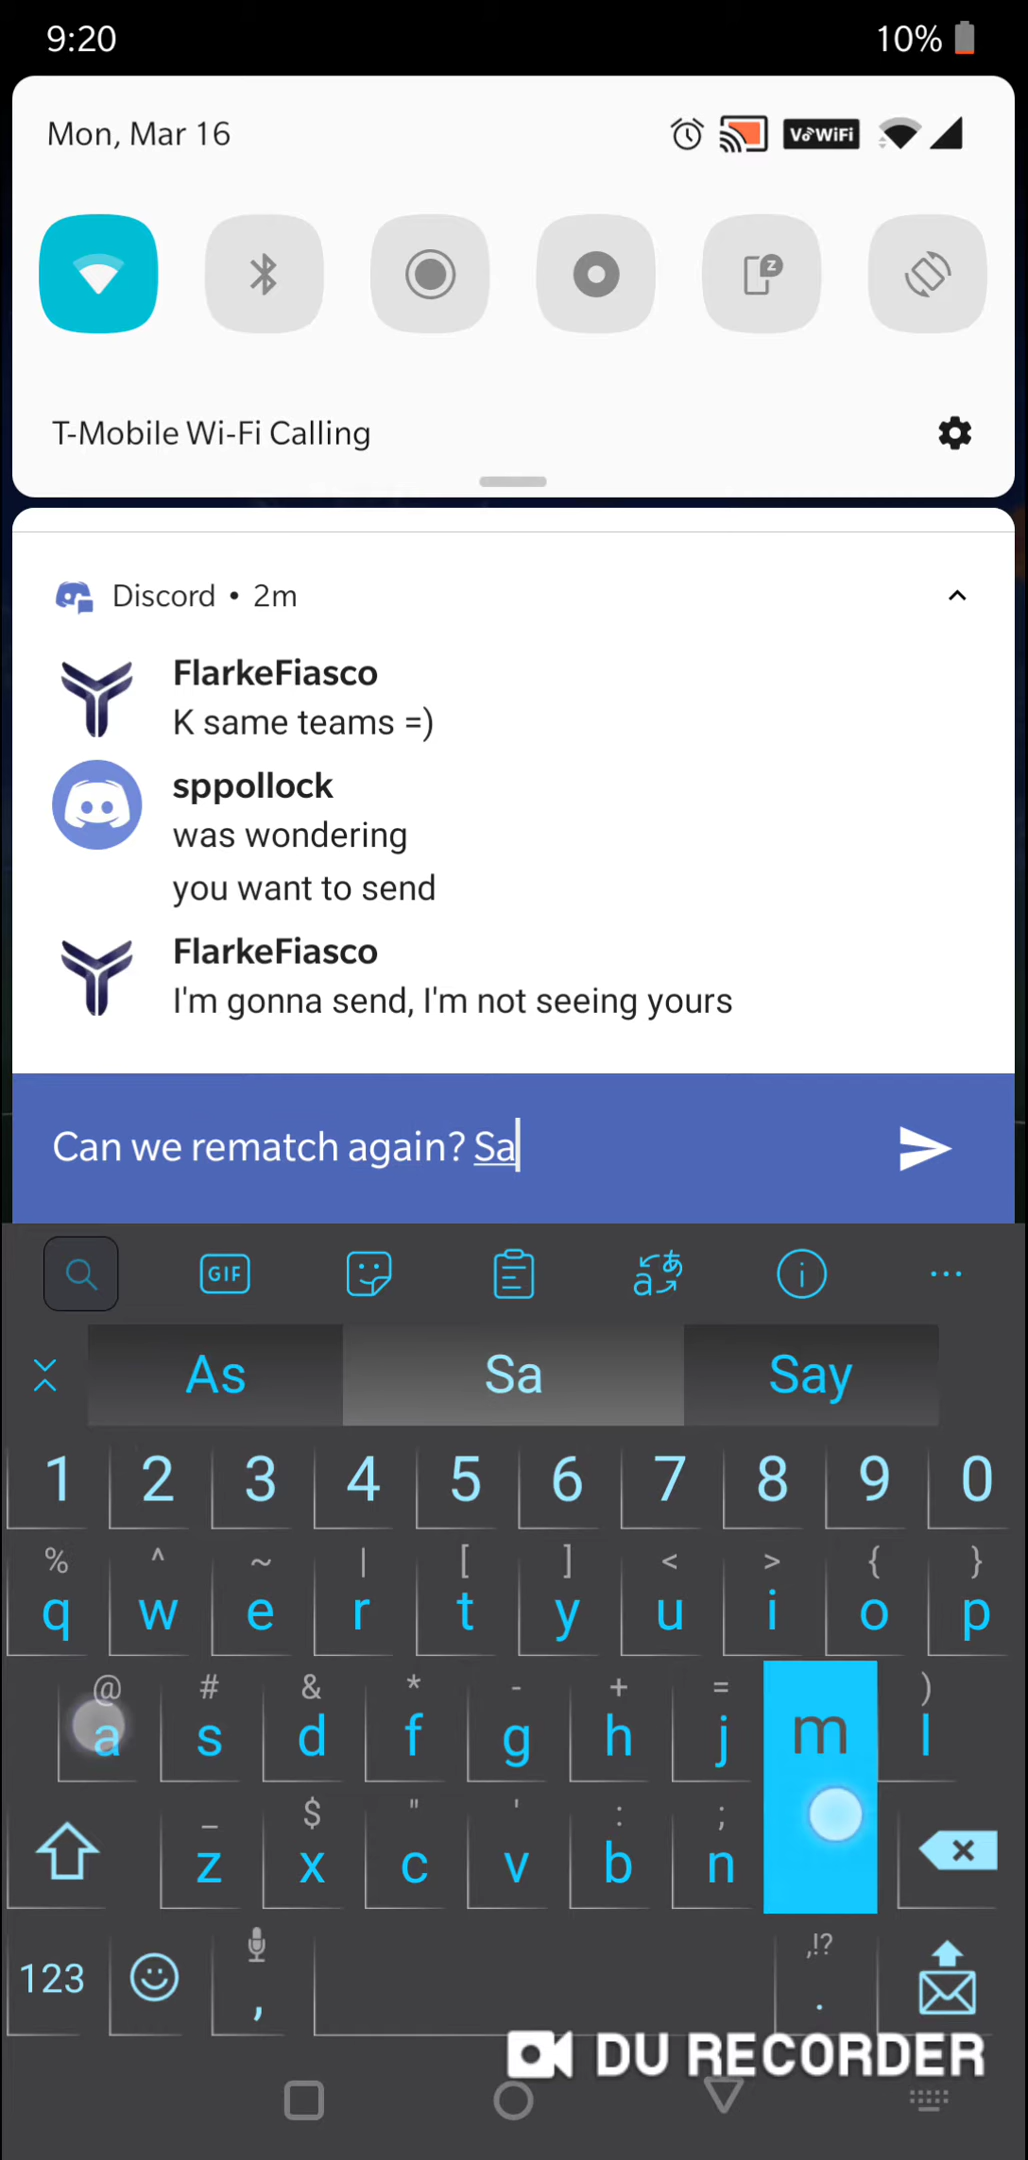 9:20
10%
Mon, Mar 16
VoWiFi
T-Mobile Wi-Fi Calling
Discord • 2m
FlarkeFiasco
K same teams =)
sppollock
was wondering
you want to send
FlarkeFiasco
I'm gonna send, I'm not seeing yours
Can we rematch again? Sa
GIF
As Sa Say
1 2 3 4 5 6 7 8 9 0
% ^ ~ | [ ] < > { }
q w e r t y u i o p
@ # & * - + = )
a s d f g h j m l
_ $ " ' : ;
z x c v b n
,!?
123 , .
DU RECORDER